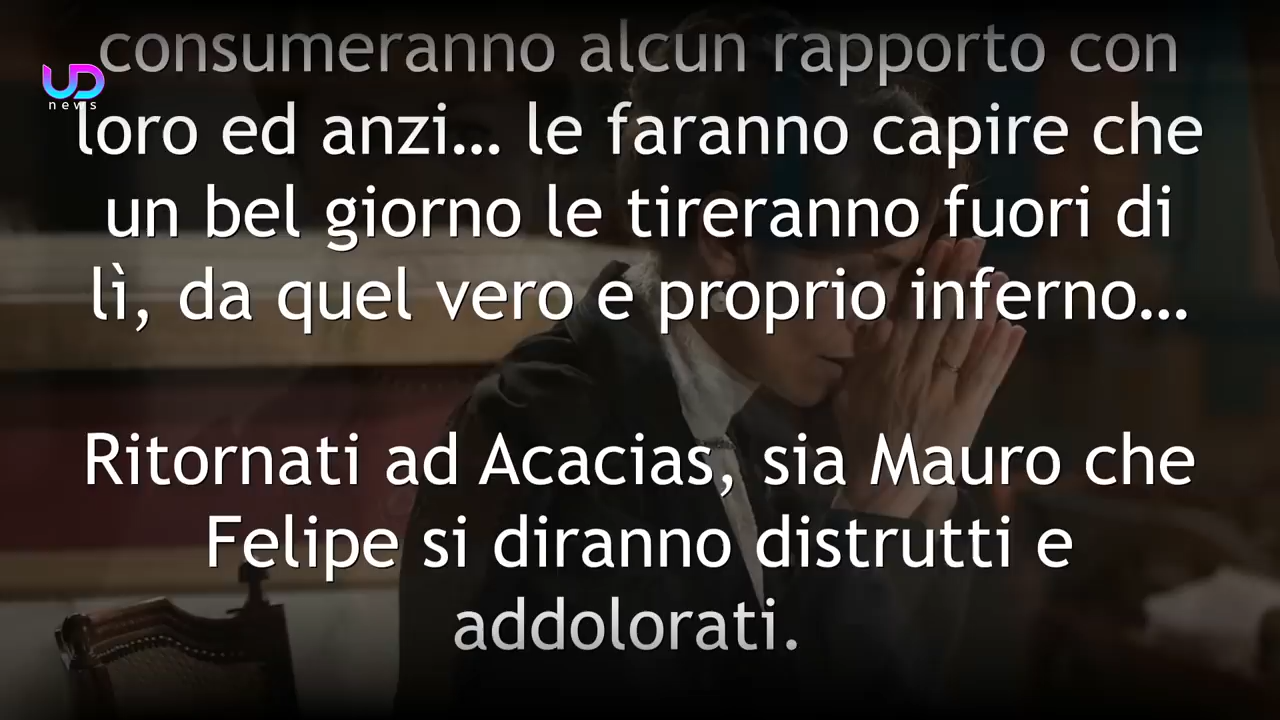 consumeranno alcun rapporto con
UD
news
loro ed anzi... le faranno capire che
un bel giorno le tireranno fuori di
lì, da quel vero e proprio inferno...
Ritornati ad Acacias, sia Mauro che
Felipe si diranno distrutti e
addolorati.